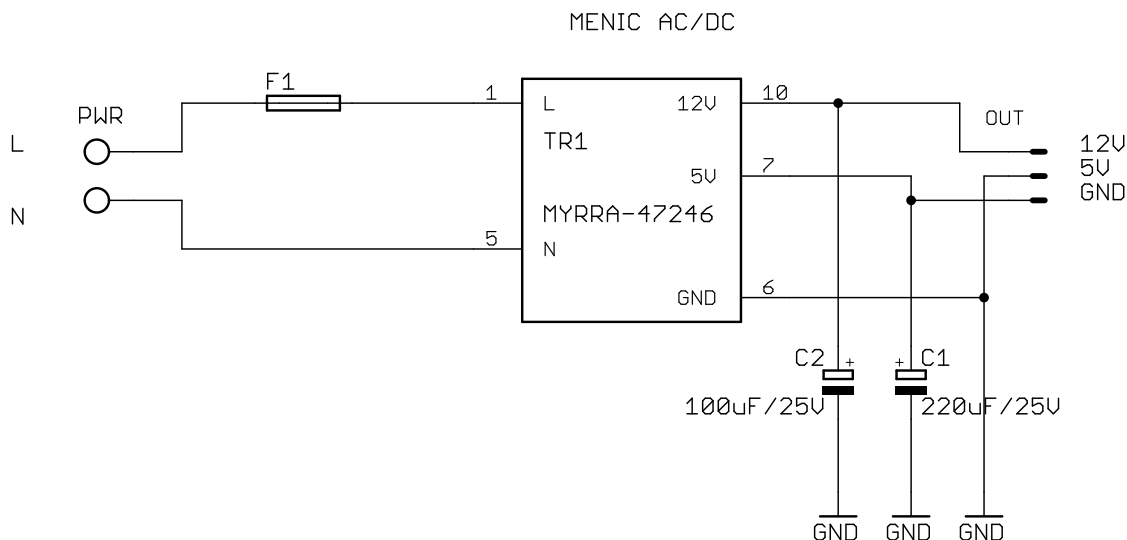 MENIC AC/DC
F1
PWR
L
N
1
5
L
12V
TR1
5V
MYRRA-47246
N
GND
10
7
6
OUT
12V
5V
GND
C2
+
+
C1
100uF/25V
220uF/25V
GND
GND
GND